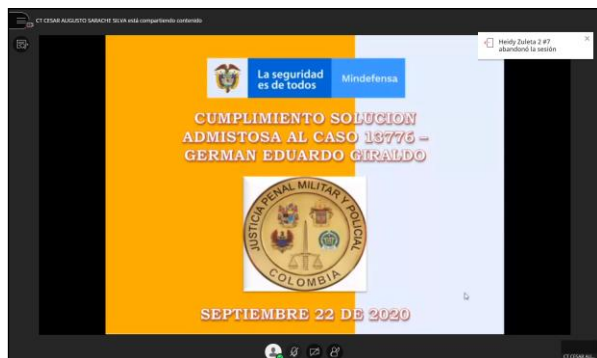 CT CESAR AUGUSTO SARACHE SILVA está compartiendo contenido
Heidy Zuleta 2 #7
abandonó la sesión
La seguridad
es de todos
Mindefensa
CUMPLIMIENTO SOLUCION
ADMISTOSA AL CASO 13776 –
GERMAN EDUARDO GIRALDO
JUSTICIA PENAL MILITAR Y POLICIAL
COLOMBIA
SEPTIEMBRE 22 DE 2020